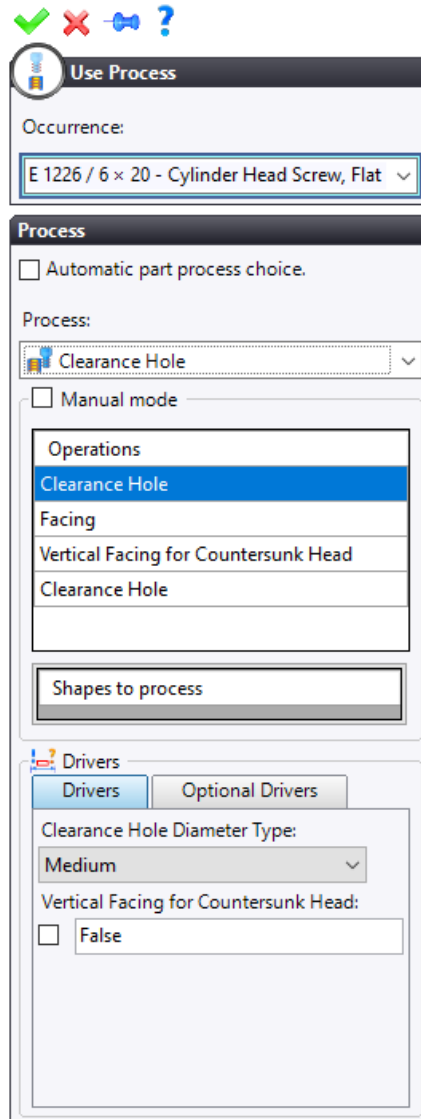 Use Process
Occurrence:
E 1226 / 6 × 20 - Cylinder Head Screw, Flat
Process
Automatic part process choice.
Process:
Clearance Hole
Manual mode
Operations
Clearance Hole
Facing
Vertical Facing for Countersunk Head
Clearance Hole
Shapes to process
Drivers
Drivers Optional Drivers
Clearance Hole Diameter Type:
Medium
Vertical Facing for Countersunk Head:
False